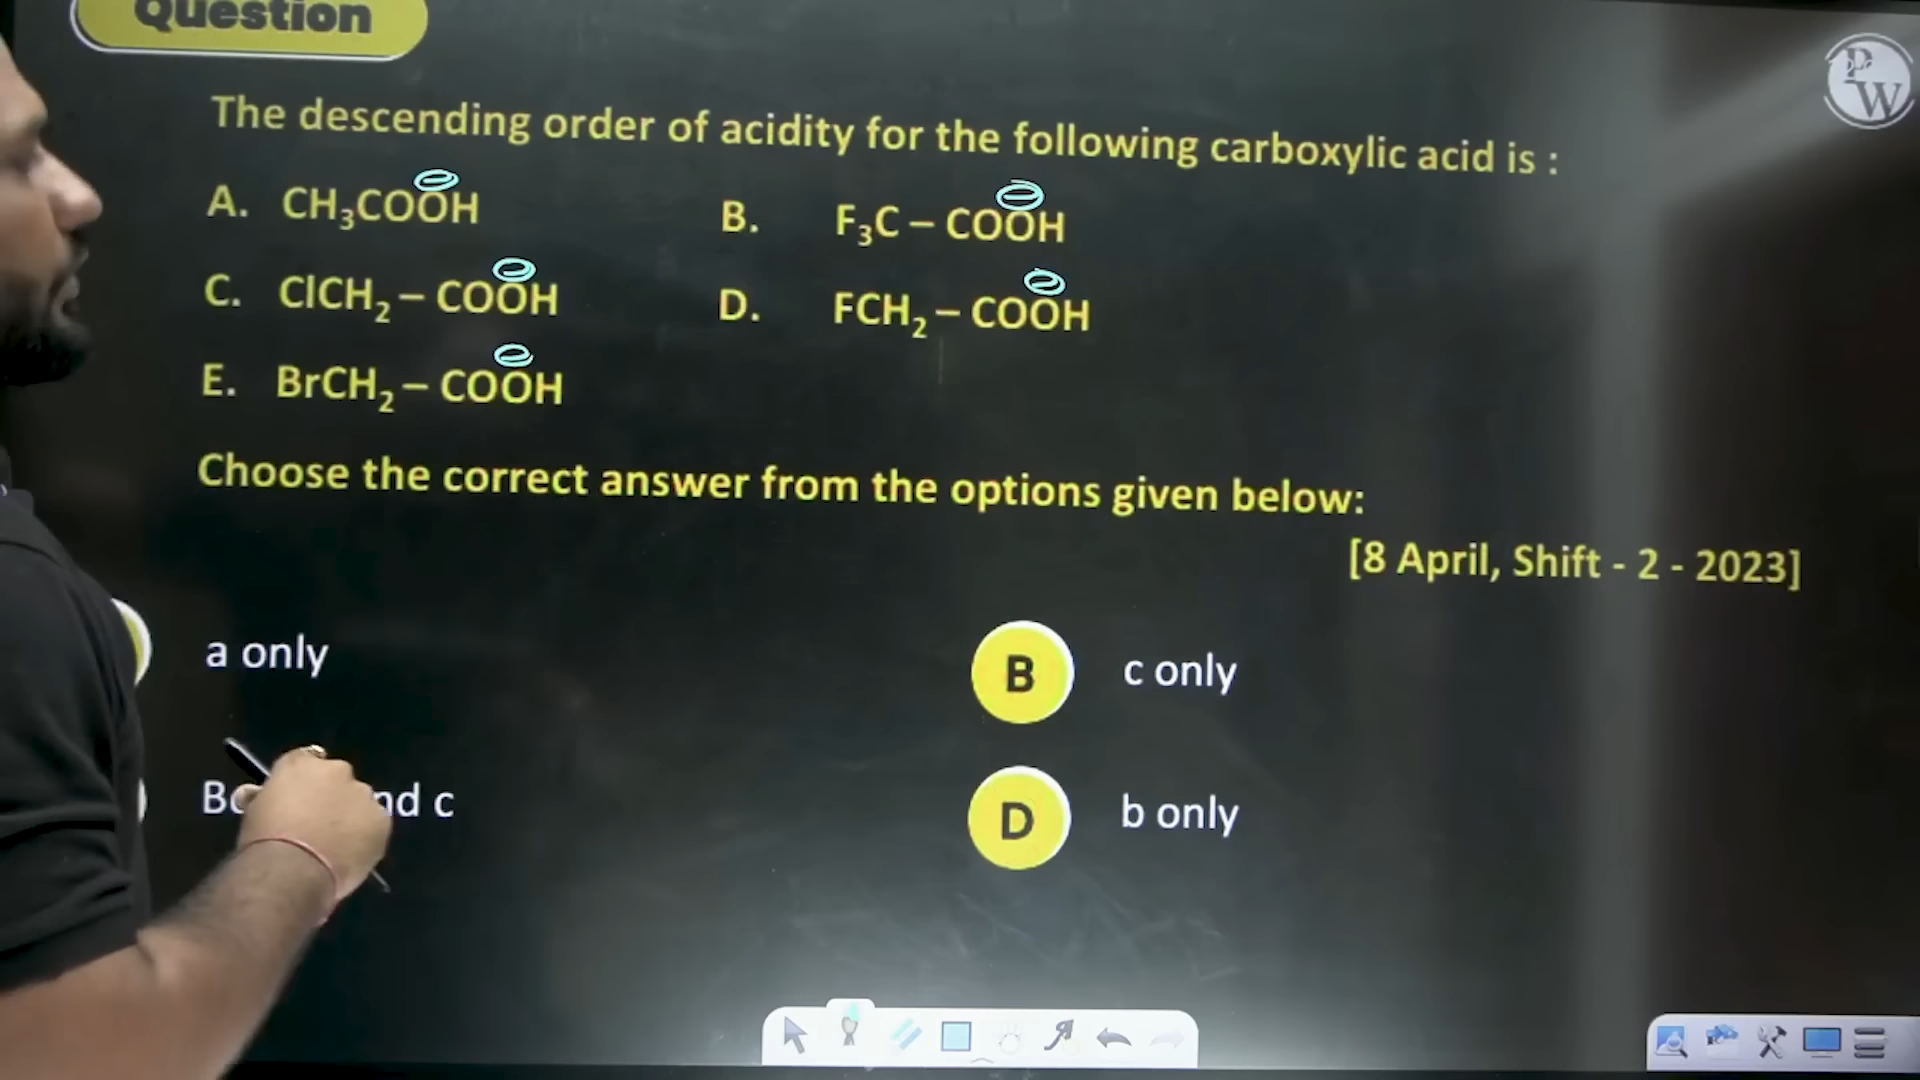 Question
PW
The descending order of acidity for the following carboxylic acid is :
A. CH₃COOH B. F₃C – COOH
C. ClCH₂ – COOH D. FCH₂ – COOH
E. BrCH₂ – COOH
Choose the correct answer from the options given below:
[8 April, Shift - 2 - 2023]
a only B c only
c D b only